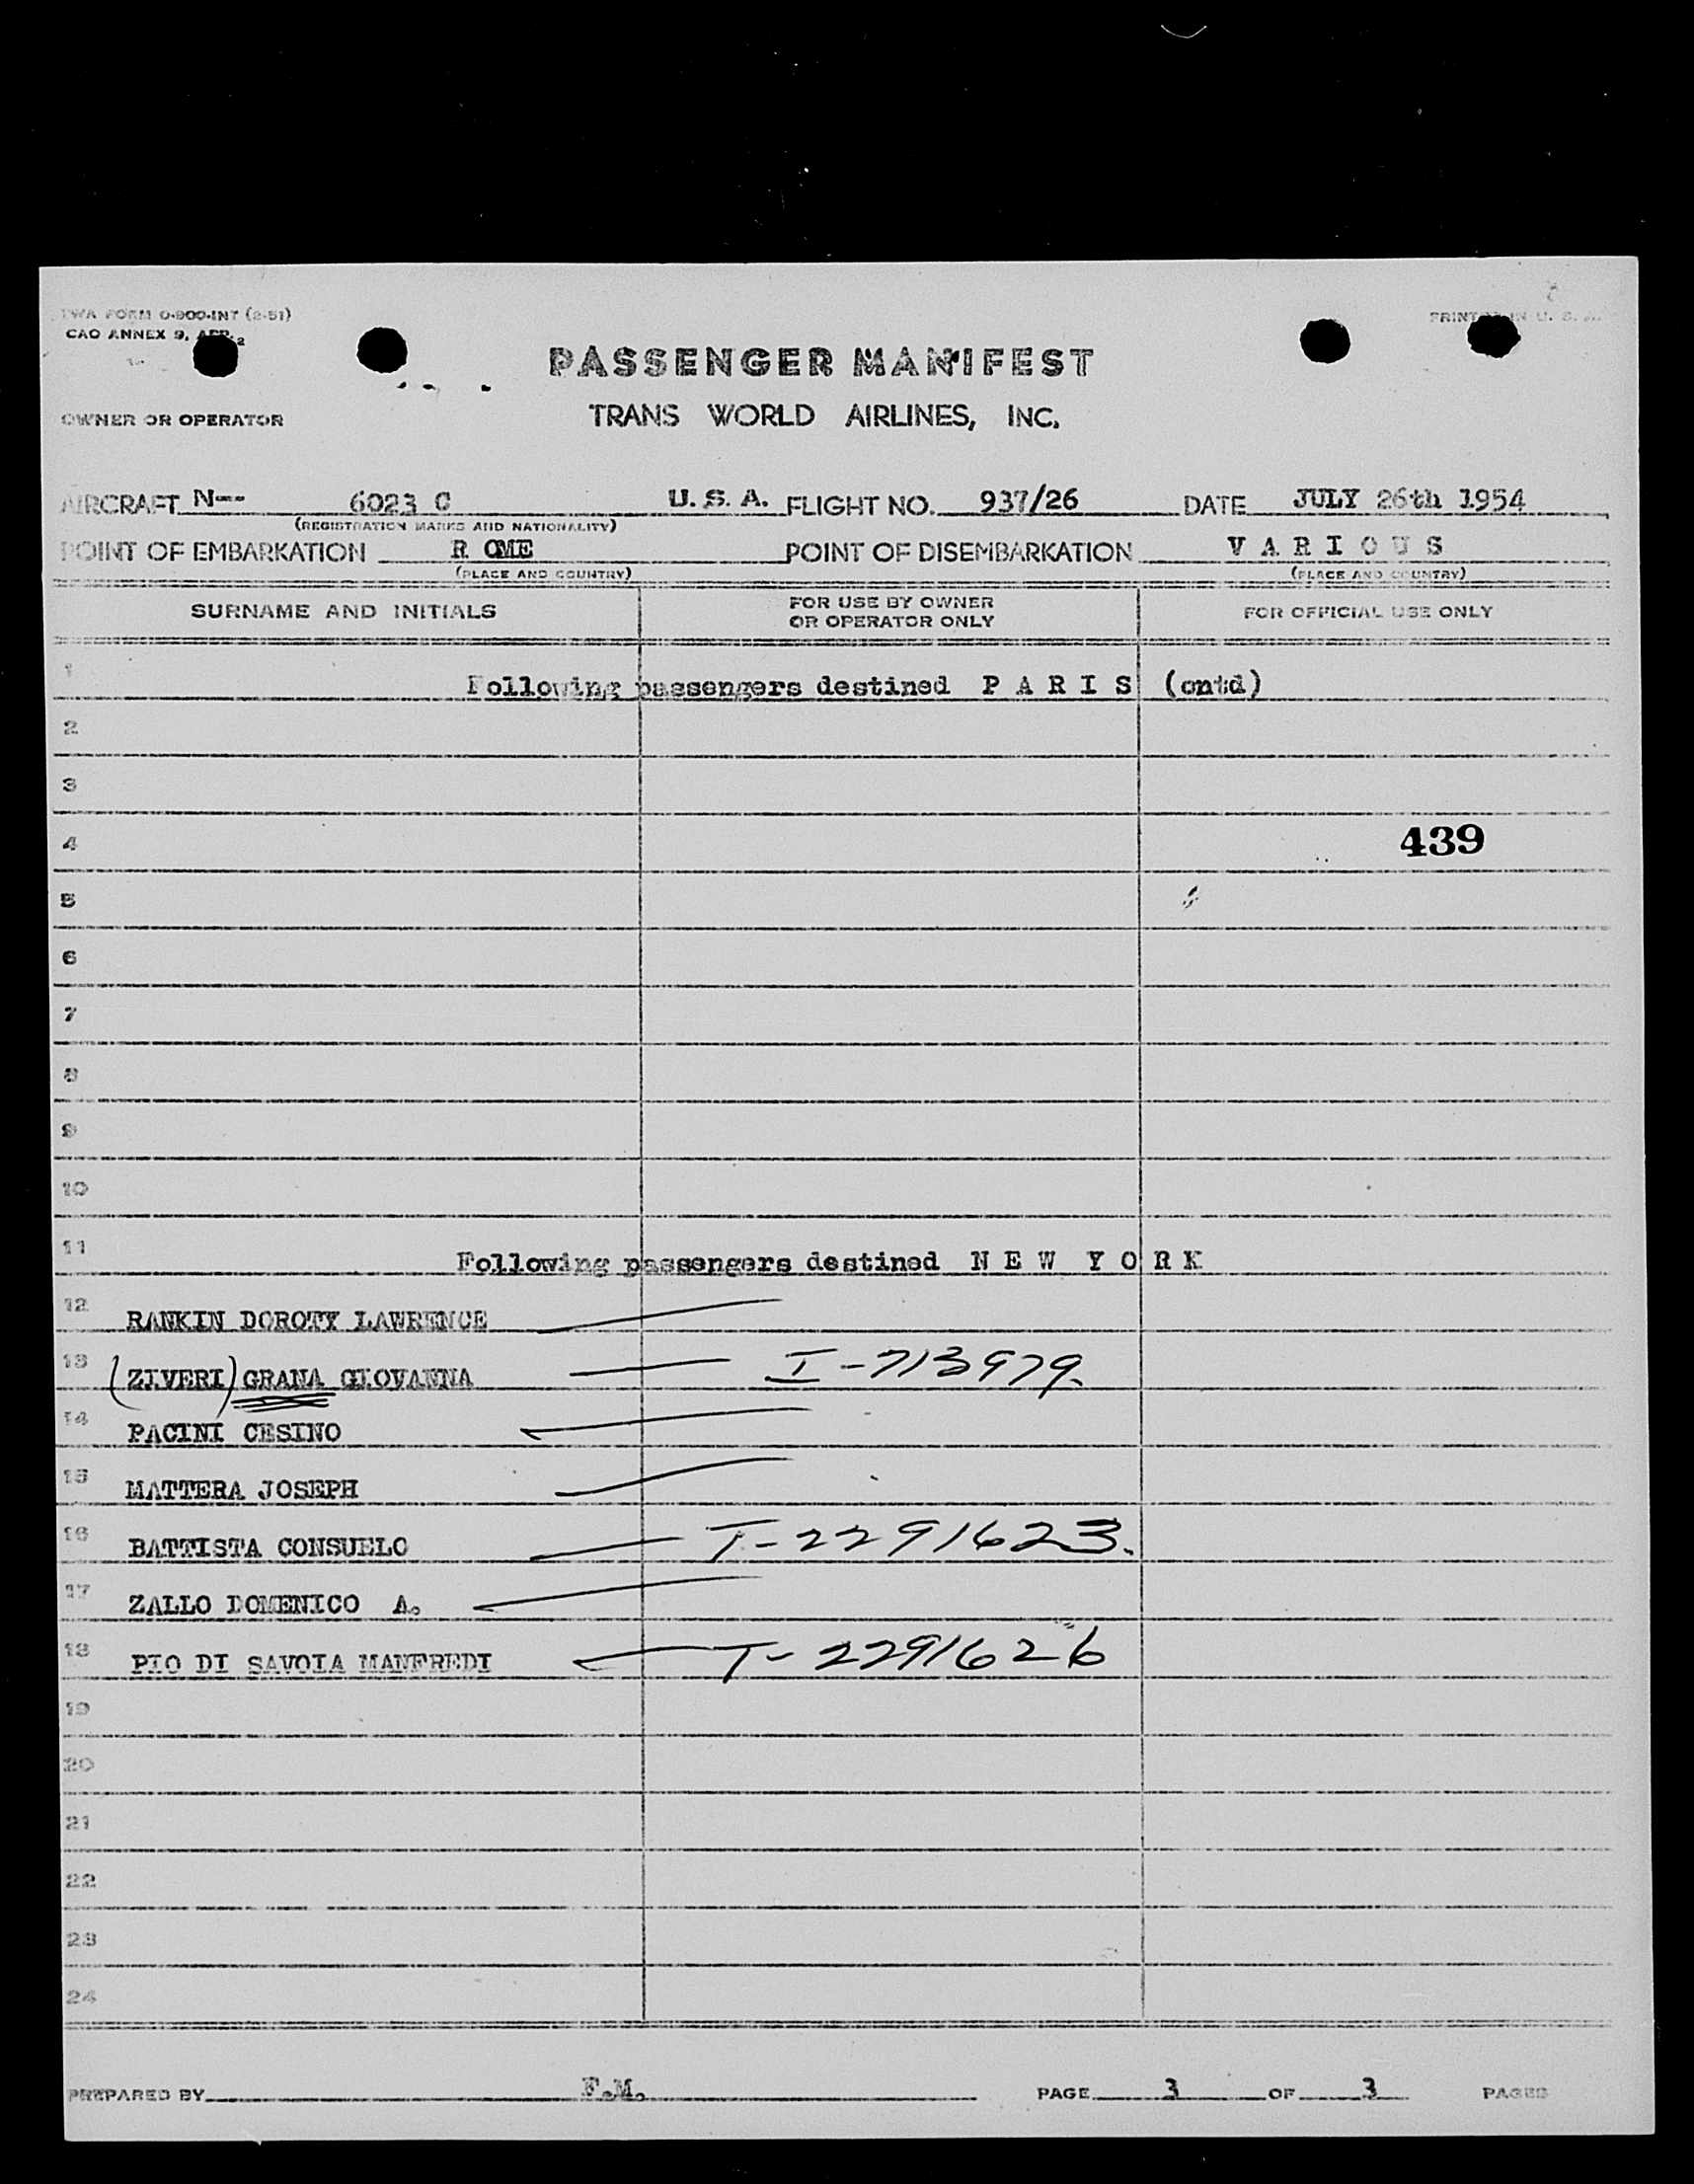 TWA FORM O-900-INT (2-51)
CAO ANNEX 9, APP. 2
PRINTED IN U. S. A.
PASSENGER MANIFEST
OWNER OR OPERATOR TRANS WORLD AIRLINES, INC.
AIRCRAFT N-- 6023 C U. S. A. FLIGHT NO. 937/26 DATE JULY 26th 1954
(REGISTRATION MARKS AND NATIONALITY)
POINT OF EMBARKATION R OME POINT OF DISEMBARKATION V A R I O U S
(PLACE AND COUNTRY) (PLACE AND COUNTRY)
SURNAME AND INITIALS FOR USE BY OWNER OR OPERATOR ONLY FOR OFFICIAL USE ONLY
1 Following passengers destined P A R I S (cntd)
2
3
4 439
5
6
7
8
9
10
11 Following passengers destined N E W Y O R K
12 RANKIN DOROTY LAWRENCE
13 (ZIVERI) GRANA GIOVANNA I-713979.
14 PACINI CESINO
15 MATTERA JOSEPH
16 BATTISTA CONSUELO T-2291623.
17 ZALLO DOMENICO A.
18 PIO DI SAVOIA MANFREDI T-2291626
19
20
21
22
23
24
PREPARED BY F.M. PAGE 3 OF 3 PAGES